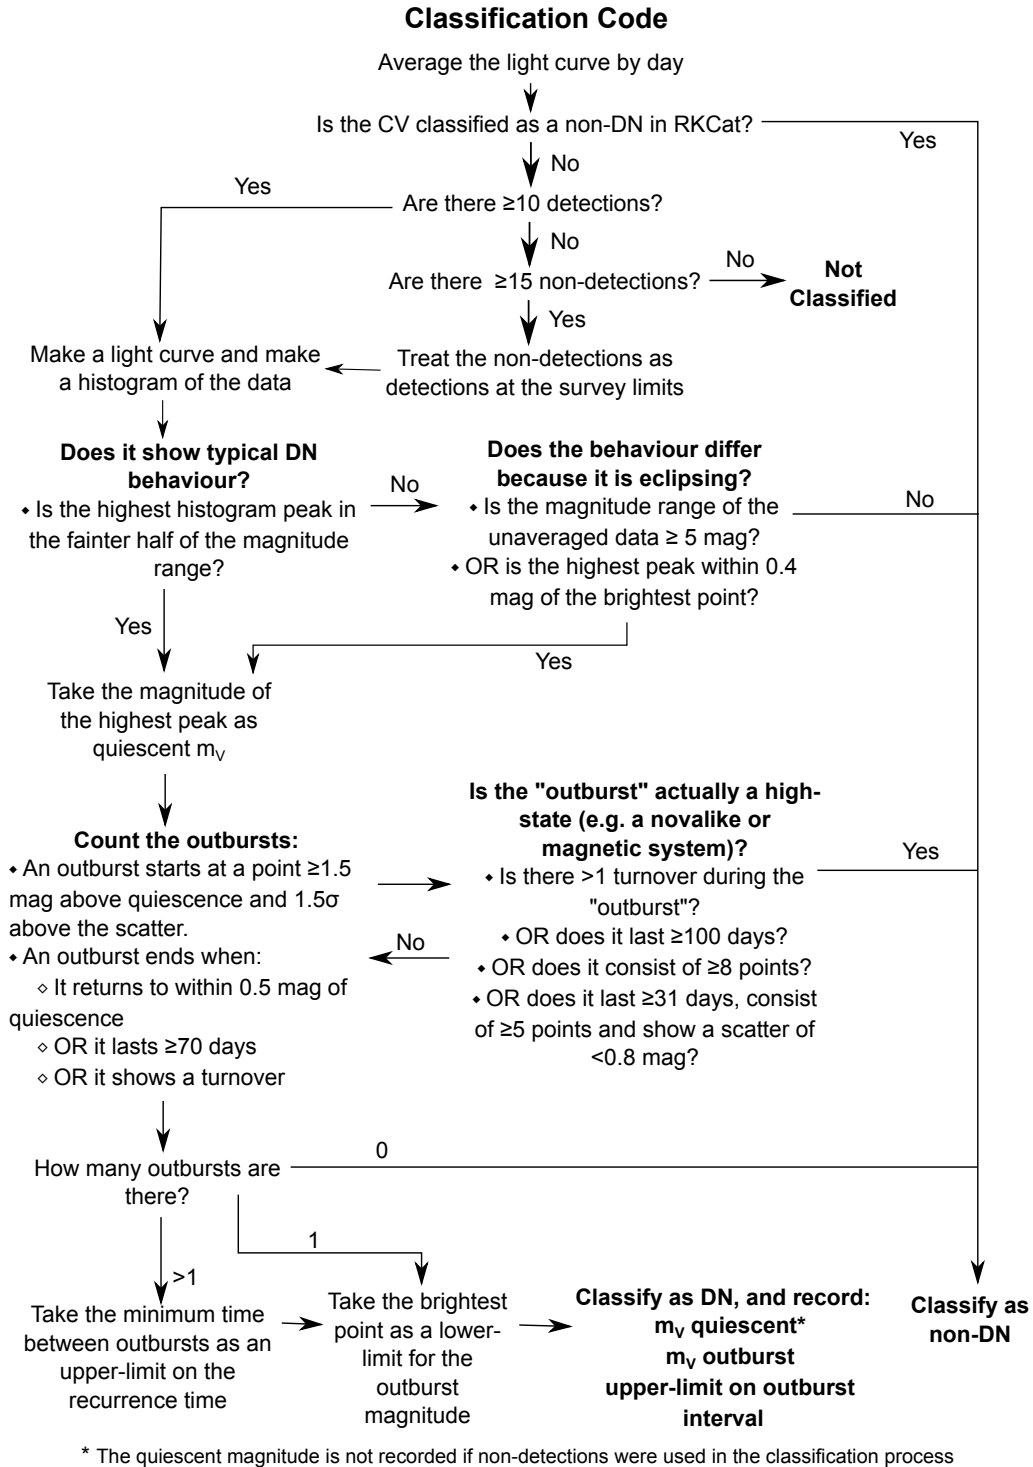 Classification Code
Average the light curve by day
Is the CV classified as a non-DN in RKCat?
Yes
No
Yes
Are there ≥10 detections?
No
Are there ≥15 non-detections?
No
Not
Classified
Yes
Make a light curve and make
a histogram of the data
Treat the non-detections as
detections at the survey limits
Does it show typical DN
behaviour?
⬥ Is the highest histogram peak in
the fainter half of the magnitude
range?
No
Does the behaviour differ
because it is eclipsing?
⬥ Is the magnitude range of the
unaveraged data ≥ 5 mag?
⬥ OR is the highest peak within 0.4
mag of the brightest point?
No
Yes
Yes
Take the magnitude of
the highest peak as
quiescent mV
Count the outbursts:
⬥ An outburst starts at a point ≥1.5
mag above quiescence and 1.5σ
above the scatter.
⬥ An outburst ends when:
⋄ It returns to within 0.5 mag of
quiescence
⋄ OR it lasts ≥70 days
⋄ OR it shows a turnover
No
Is the "outburst" actually a high-
state (e.g. a novalike or
magnetic system)?
⬥ Is there >1 turnover during the
"outburst"?
⬥ OR does it last ≥100 days?
⬥ OR does it consist of ≥8 points?
⬥ OR does it last ≥31 days, consist
of ≥5 points and show a scatter of
<0.8 mag?
Yes
How many outbursts are
there?
0
1
>1
Take the minimum time
between outbursts as an
upper-limit on the
recurrence time
Take the brightest
point as a lower-
limit for the
outburst
magnitude
Classify as DN, and record:
mV quiescent*
mV outburst
upper-limit on outburst
interval
Classify as
non-DN
* The quiescent magnitude is not recorded if non-detections were used in the classification process